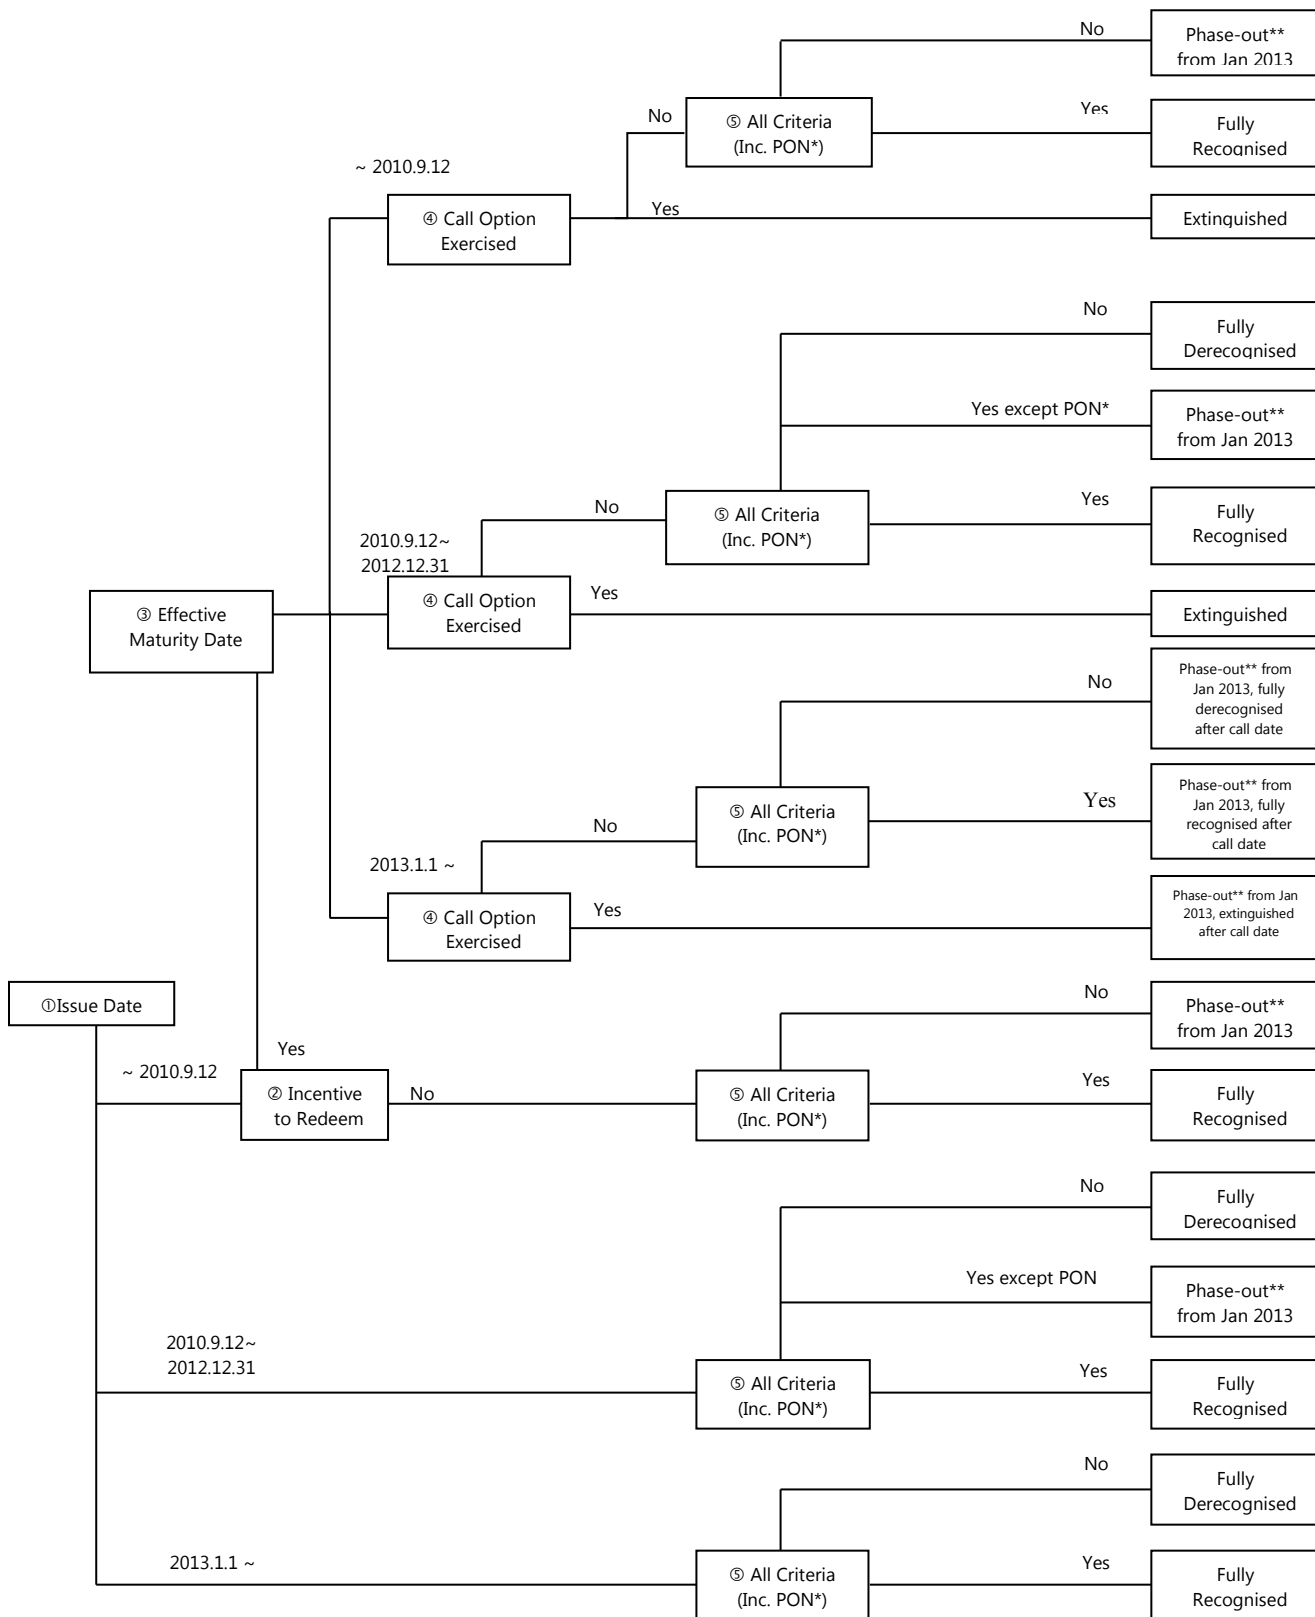 No
Phase-out**
from Jan 2013
No
⑤ All Criteria
(Inc. PON*)
Yes
Fully
Recognised
~ 2010.9.12
④ Call Option
Exercised
Yes
Extinguished
No
Fully
Derecognised
Yes except PON*
Phase-out**
from Jan 2013
No
⑤ All Criteria
(Inc. PON*)
Yes
Fully
Recognised
2010.9.12~
2012.12.31
④ Call Option
Exercised
Yes
Extinguished
③ Effective
Maturity Date
No
Phase-out** from
Jan 2013, fully
derecognised
after call date
No
⑤ All Criteria
(Inc. PON*)
Yes
Phase-out** from
Jan 2013, fully
recognised after
call date
2013.1.1 ~
④ Call Option
Exercised
Yes
Phase-out** from Jan
2013, extinguished
after call date
①Issue Date
No
Phase-out**
from Jan 2013
~ 2010.9.12
Yes
② Incentive
to Redeem
No
⑤ All Criteria
(Inc. PON*)
Yes
Fully
Recognised
No
Fully
Derecognised
Yes except PON
Phase-out**
from Jan 2013
2010.9.12~
2012.12.31
⑤ All Criteria
(Inc. PON*)
Yes
Fully
Recognised
No
Fully
Derecognised
2013.1.1 ~
⑤ All Criteria
(Inc. PON*)
Yes
Fully
Recognised